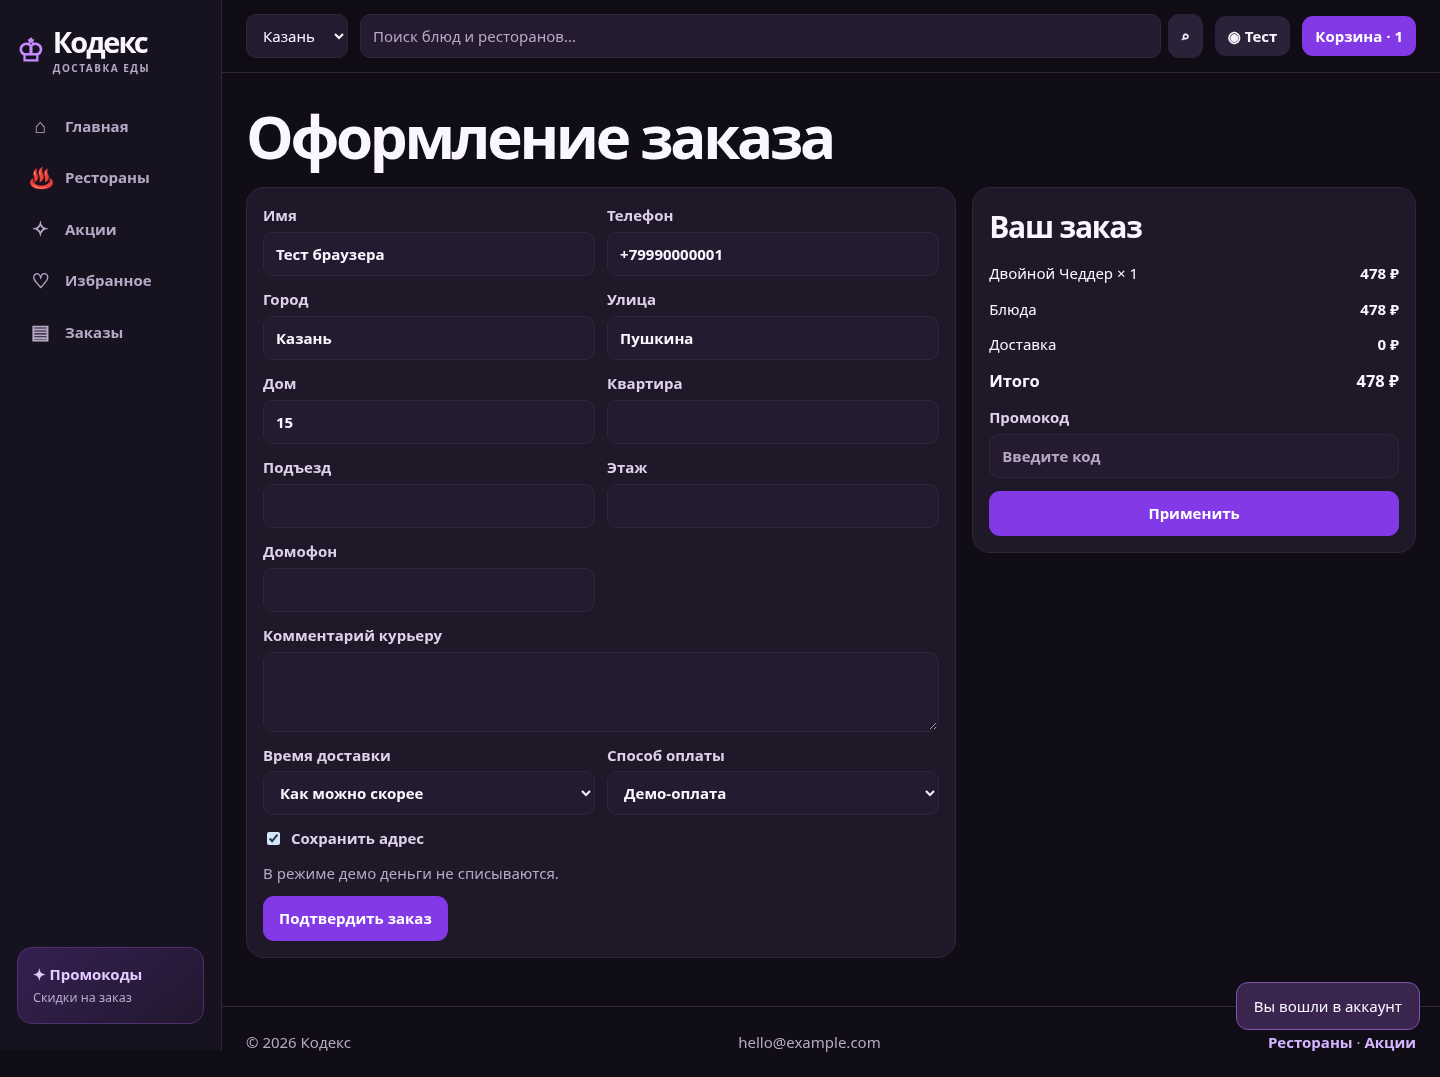 Кодекс
ДОСТАВКА ЕДЫ
Главная
Рестораны
Акции
Избранное
Заказы
✦ Промокоды
Скидки на заказ
Казань
Поиск блюд и ресторанов...
◉ Тест
Корзина · 1
Оформление заказа
Имя
Телефон
Тест браузера
+79990000001
Город
Улица
Казань
Пушкина
Дом
Квартира
15
Подъезд
Этаж
Домофон
Комментарий курьеру
Время доставки
Способ оплаты
Как можно скорее
Демо-оплата
Сохранить адрес
В режиме демо деньги не списываются.
Подтвердить заказ
Ваш заказ
Двойной Чеддер × 1 478 ₽
Блюда 478 ₽
Доставка 0 ₽
Итого 478 ₽
Промокод
Введите код
Применить
Вы вошли в аккаунт
© 2026 Кодекс
hello@example.com
Рестораны · Акции